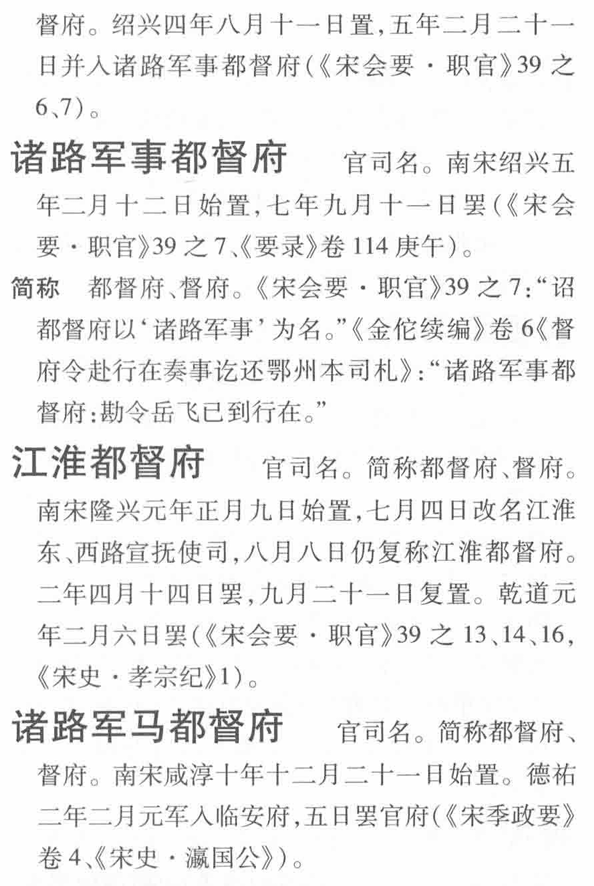 督府。绍兴四年八月十一日置,五年二月二十一
日并入诸路军事都督府(《宋会要·职官》39 之
6、7)。
诸路军事都督府 官司名。南宋绍兴五
年二月十二日始置,七年九月十一日罢(《宋会
要·职官》39 之 7、《要录》卷 114 庚午)。
简称 都督府、督府。《宋会要·职官》39 之 7:“诏
都督府以‘诸路军事’为名。”《金佗续编》卷 6《督
府令赴行在奏事讫还鄂州本司札》:“诸路军事都
督府:勘令岳飞已到行在。”
江淮都督府 官司名。简称都督府、督府。
南宋隆兴元年正月九日始置,七月四日改名江淮
东、西路宣抚使司,八月八日仍复称江淮都督府。
二年四月十四日罢,九月二十一日复置。乾道元
年二月六日罢(《宋会要·职官》39 之 13、14、16,
《宋史·孝宗纪》1)。
诸路军马都督府 官司名。简称都督府、
督府。南宋咸淳十年十二月二十一日始置。德祐
二年二月元军入临安府,五日罢官府(《宋季政要》
卷 4、《宋史·瀛国公》)。